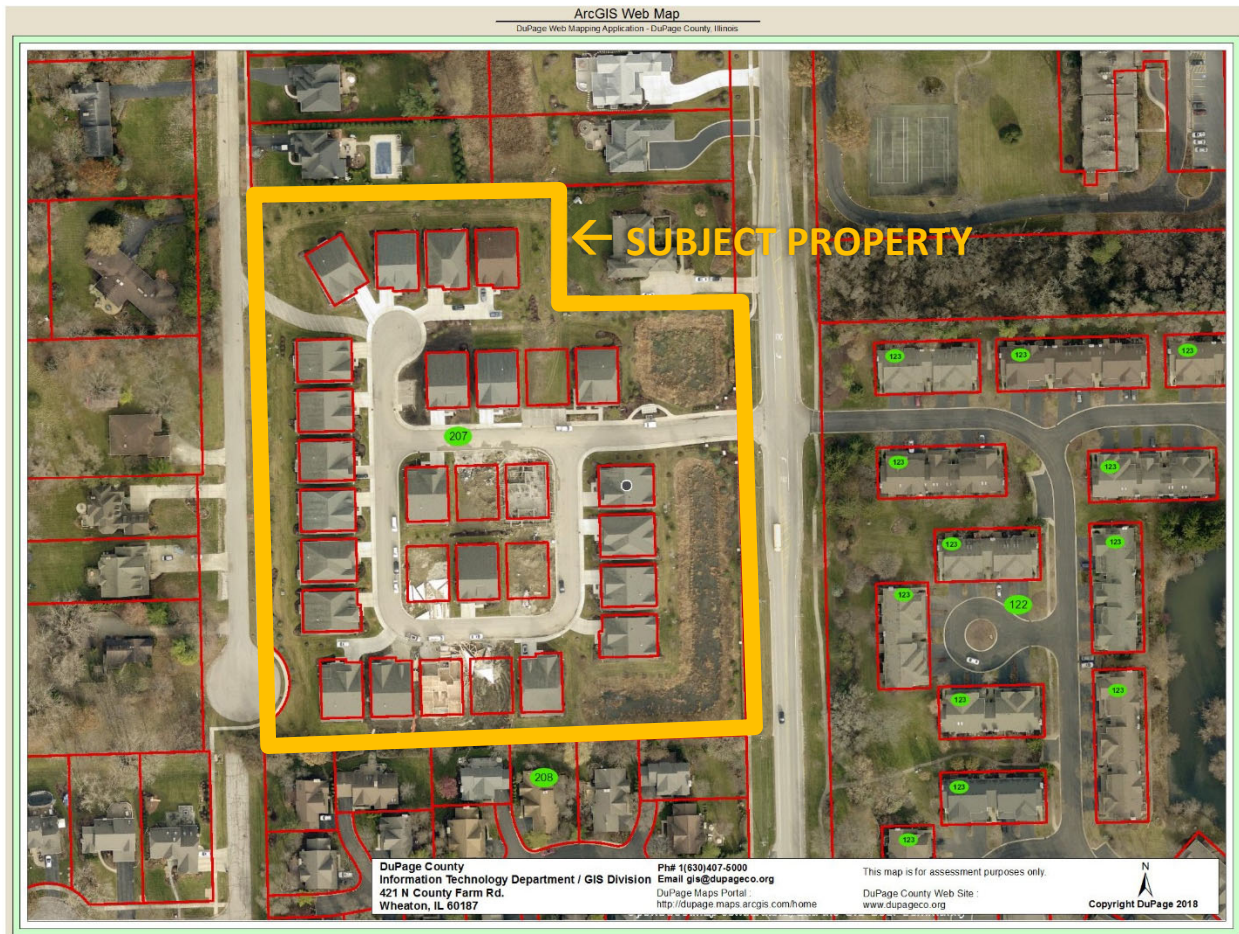 ArcGIS Web Map
DuPage Web Mapping Application - DuPage County, Illinois
← SUBJECT PROPERTY
123
123
123
207
123
123
123
123
123
122
123
123
123
208
123
123
DuPage County
Information Technology Department / GIS Division
421 N County Farm Rd.
Wheaton, IL 60187
Ph# 1(630)407-5000
Email gis@dupageco.org
DuPage Maps Portal :
http://dupage.maps.arcgis.com/home
This map is for assessment purposes only.
DuPage County Web Site :
www.dupageco.org
N
Copyright DuPage 2018